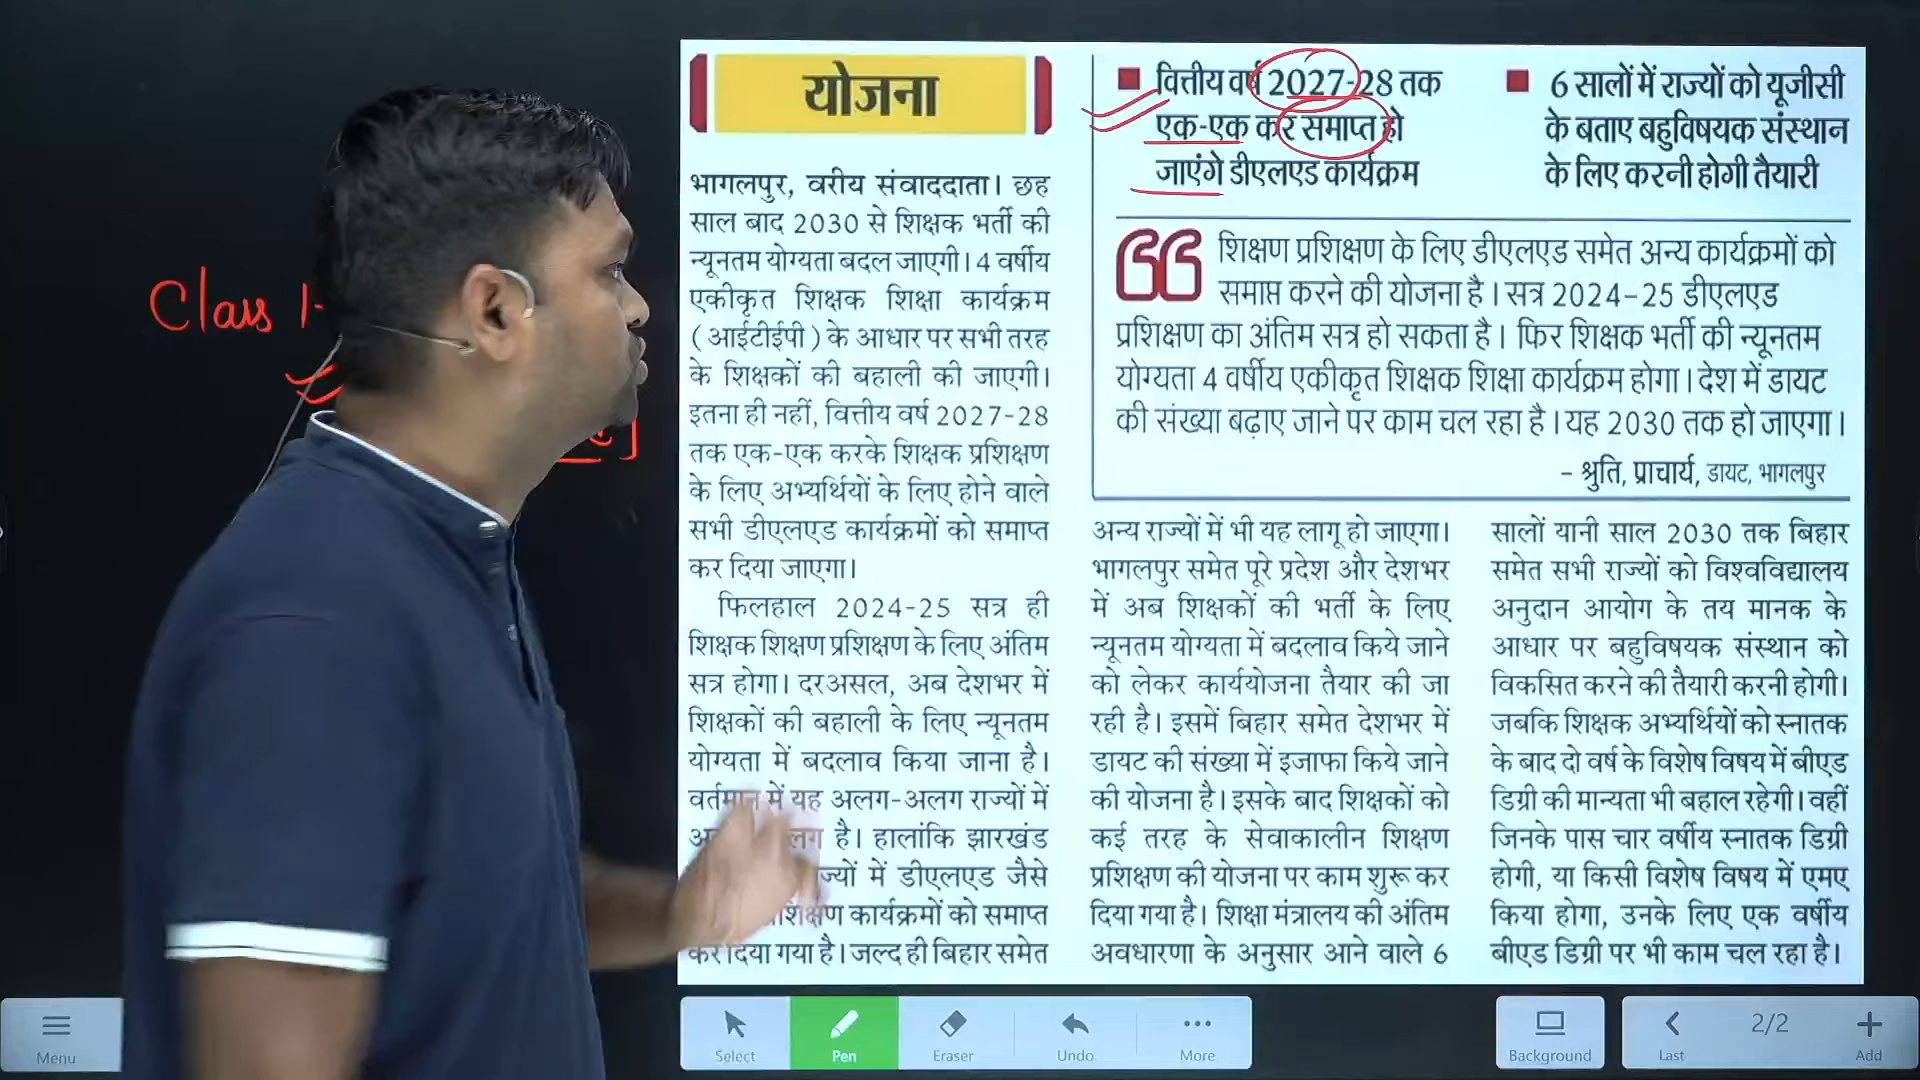 Class 1-
योजना
भागलपुर, वरीय संवाददाता। छह
साल बाद 2030 से शिक्षक भर्ती की
न्यूनतम योग्यता बदल जाएगी। 4 वर्षीय
एकीकृत शिक्षक शिक्षा कार्यक्रम
(आईटीईपी) के आधार पर सभी तरह
के शिक्षकों की बहाली की जाएगी।
इतना ही नहीं, वित्तीय वर्ष 2027-28
तक एक-एक करके शिक्षक प्रशिक्षण
के लिए अभ्यर्थियों के लिए होने वाले
सभी डीएलएड कार्यक्रमों को समाप्त
कर दिया जाएगा।
फिलहाल 2024-25 सत्र ही
शिक्षक शिक्षण प्रशिक्षण के लिए अंतिम
सत्र होगा। दरअसल, अब देशभर में
शिक्षकों की बहाली के लिए न्यूनतम
योग्यता में बदलाव किया जाना है।
वर्तमान में यह अलग-अलग राज्यों में
है। हालांकि झारखंड
में डीएलएड जैसे
कार्यक्रमों को समाप्त
कर दिया गया है। जल्द ही बिहार समेत
वित्तीय वर्ष 2027-28 तक
एक-एक कर समाप्त हो
जाएंगे डीएलएड कार्यक्रम
6 सालों में राज्यों को यूजीसी
के बताए बहुविषयक संस्थान
के लिए करनी होगी तैयारी
शिक्षण प्रशिक्षण के लिए डीएलएड समेत अन्य कार्यक्रमों को
समाप्त करने की योजना है। सत्र 2024-25 डीएलएड
प्रशिक्षण का अंतिम सत्र हो सकता है। फिर शिक्षक भर्ती की न्यूनतम
योग्यता 4 वर्षीय एकीकृत शिक्षक शिक्षा कार्यक्रम होगा। देश में डायट
की संख्या बढ़ाए जाने पर काम चल रहा है। यह 2030 तक हो जाएगा।
- श्रुति, प्राचार्य, डायट, भागलपुर
अन्य राज्यों में भी यह लागू हो जाएगा।
भागलपुर समेत पूरे प्रदेश और देशभर
में अब शिक्षकों की भर्ती के लिए
न्यूनतम योग्यता में बदलाव किये जाने
को लेकर कार्ययोजना तैयार की जा
रही है। इसमें बिहार समेत देशभर में
डायट की संख्या में इजाफा किये जाने
की योजना है। इसके बाद शिक्षकों को
कई तरह के सेवाकालीन शिक्षण
प्रशिक्षण की योजना पर काम शुरू कर
दिया गया है। शिक्षा मंत्रालय की अंतिम
अवधारणा के अनुसार आने वाले 6
सालों यानी साल 2030 तक बिहार
समेत सभी राज्यों को विश्वविद्यालय
अनुदान आयोग के तय मानक के
आधार पर बहुविषयक संस्थान को
विकसित करने की तैयारी करनी होगी।
जबकि शिक्षक अभ्यर्थियों को स्नातक
के बाद दो वर्ष के विशेष विषय में बीएड
डिग्री की मान्यता भी बहाल रहेगी। वहीं
जिनके पास चार वर्षीय स्नातक डिग्री
होगी, या किसी विशेष विषय में एमए
किया होगा, उनके लिए एक वर्षीय
बीएड डिग्री पर भी काम चल रहा है।
Menu
Select
Pen
Eraser
Undo
More
Background
Last
2/2
Add